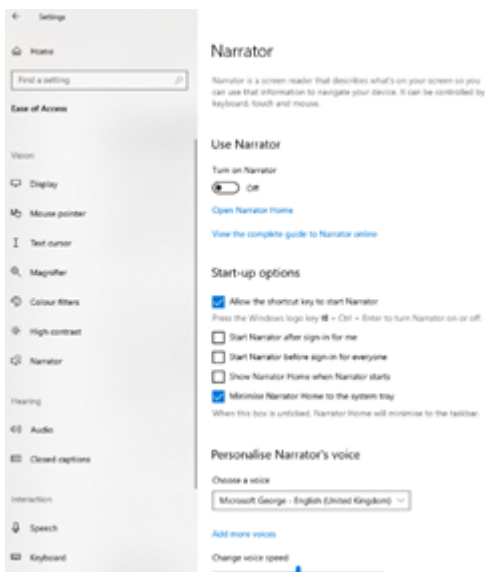 Settings
Home
Find a setting
Ease of Access
Vision
Display
Mouse pointer
Text cursor
Magnifier
Colour filters
High contrast
Narrator
Hearing
Audio
Closed captions
Interaction
Speech
Keyboard
Narrator
Narrator is a screen reader that describes what's on your screen so you
can use that information to navigate your device. It can be controlled by
keyboard, touch and mouse.
Use Narrator
Turn on Narrator
Off
Open Narrator Home
View the complete guide to Narrator online
Start-up options
Allow the shortcut key to start Narrator
Press the Windows logo key + Ctrl + Enter to turn Narrator on or off.
Start Narrator after sign-in for me
Start Narrator before sign-in for everyone
Show Narrator Home when Narrator starts
Minimise Narrator Home to the system tray
When this box is unticked, Narrator Home will minimise to the taskbar.
Personalise Narrator's voice
Choose a voice
Microsoft George - English (United Kingdom)
Add more voices
Change voice speed